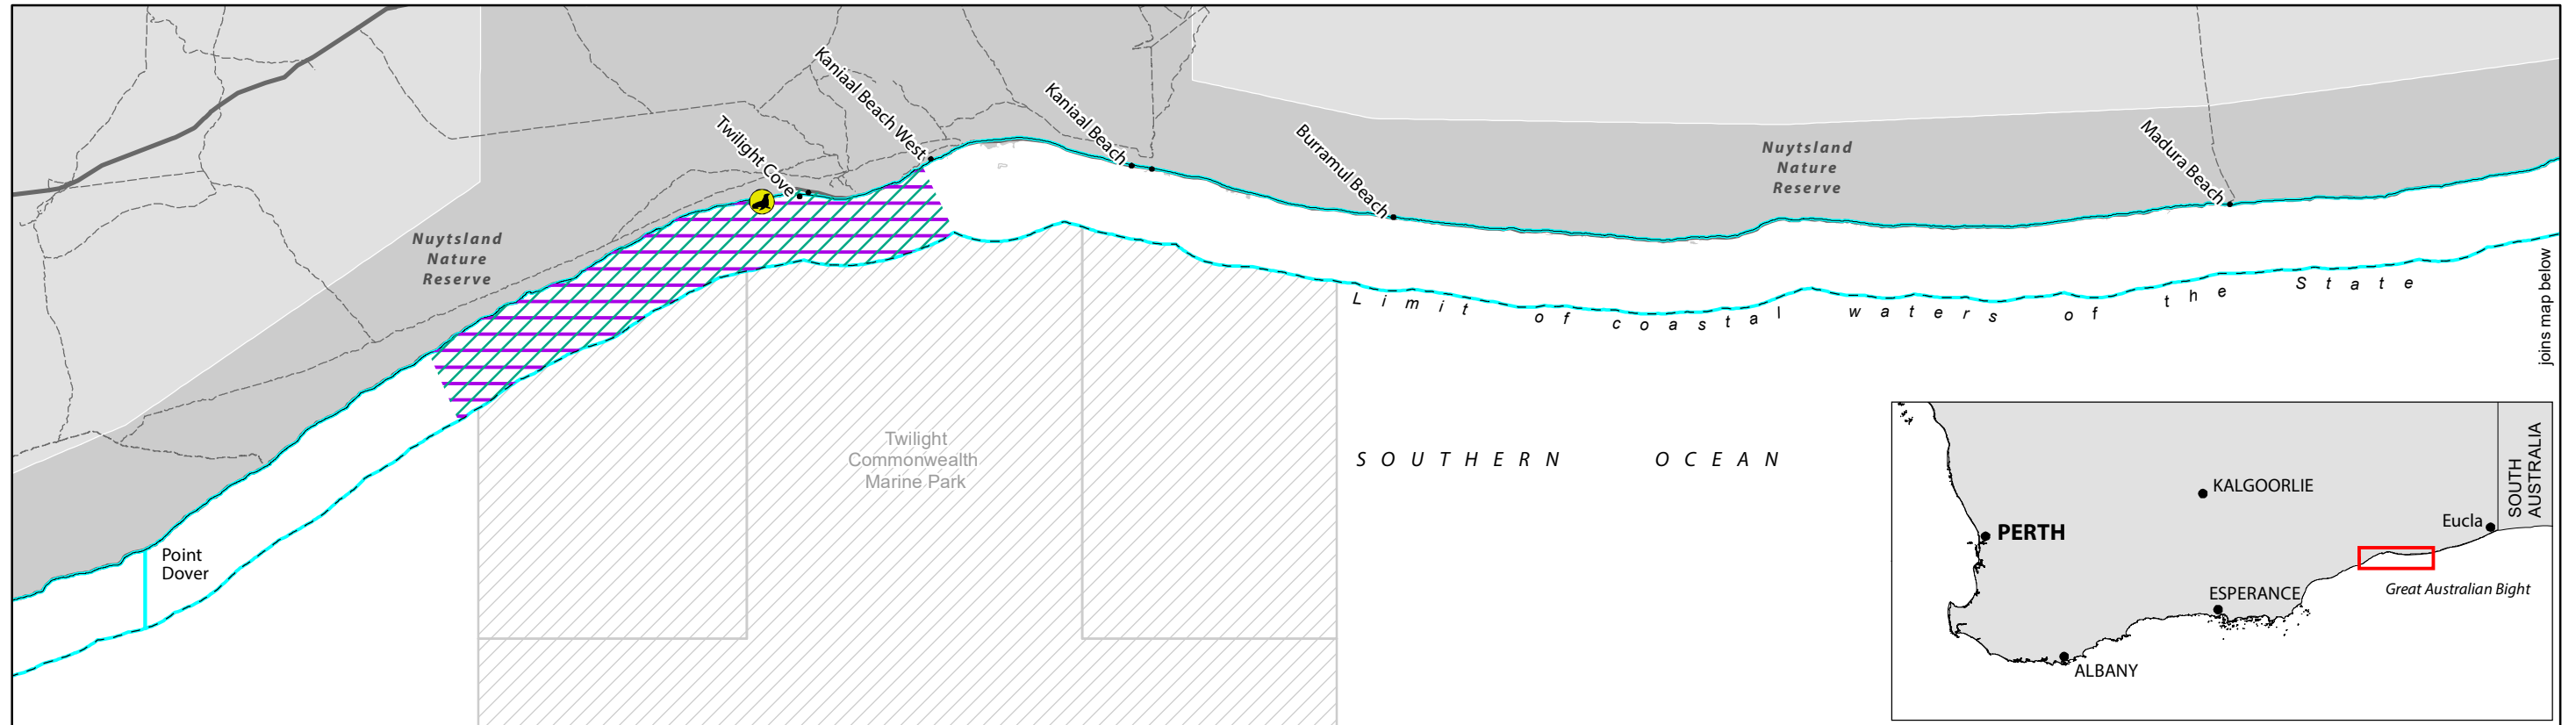 Kaniaal Beach West
Kaniaal Beach
Twilight Cove
Burramul Beach
Madura Beach
Nuytsland
Nature
Reserve
Nuytsland
Nature
Reserve
Limit of coastal waters of the State
joins map below
Twilight
Commonwealth
Marine Park
SOUTHERN OCEAN
Point
Dover
KALGOORLIE
SOUTH
AUSTRALIA
Eucla
PERTH
ESPERANCE
Great Australian Bight
ALBANY